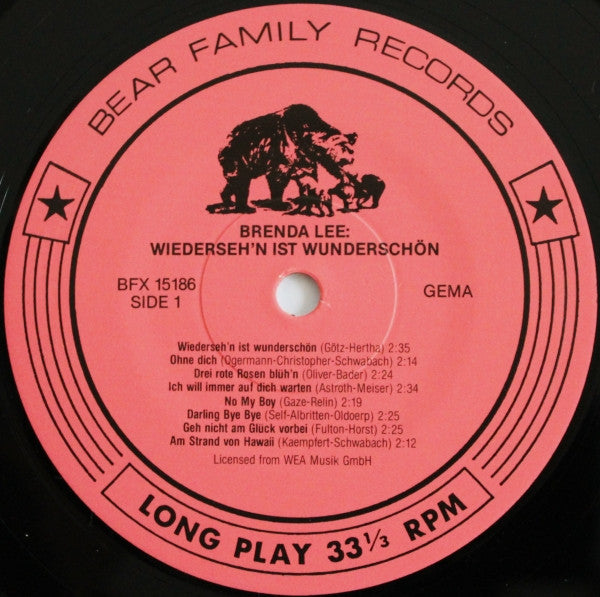 BEAR FAMILY RECORDS
BRENDA LEE:
WIEDERSEH'N IST WUNDERSCHÖN
BFX 15186
SIDE 1
GEMA
Wiederseh'n ist wunderschön (Götz-Hertha) 2:35
Ohne dich (Ogermann-Christopher-Schwabach) 2:14
Drei rote Rosen blüh'n (Oliver-Bader) 2:24
Ich will immer auf dich warten (Astroth-Meiser) 2:34
No My Boy (Gaze-Relin) 2:19
Darling Bye Bye (Self-Albritten-Oldoerp) 2:25
Geh nicht am Glück vorbei (Fulton-Horst) 2:25
Am Strand von Hawaii (Kaempfert-Schwabach) 2:12
Licensed from WEA Musik GmbH
LONG PLAY 33⅓ RPM